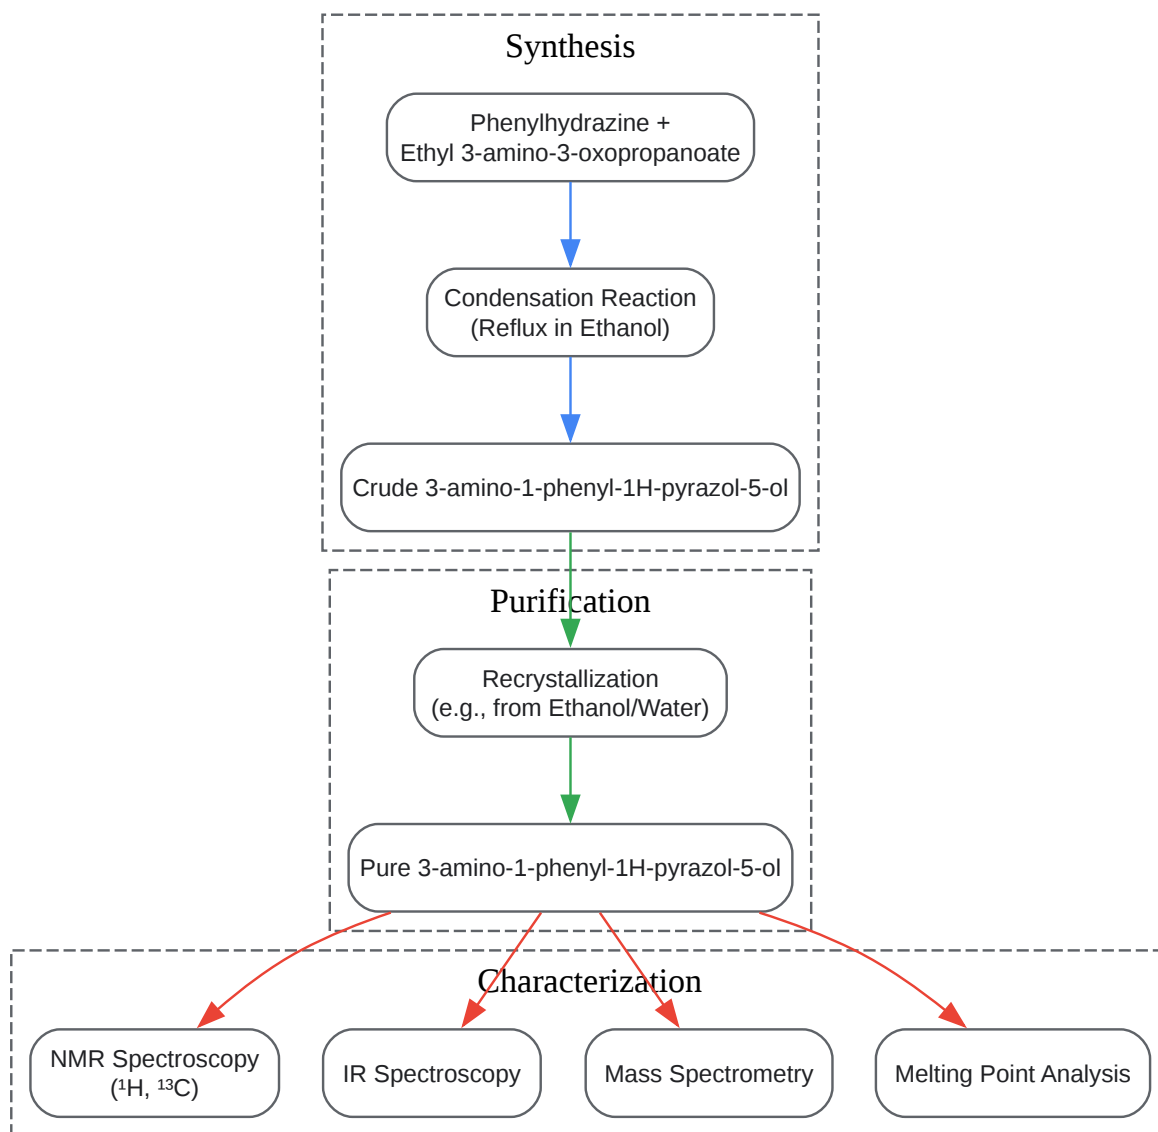 Synthesis
Phenylhydrazine +
Ethyl 3-amino-3-oxopropanoate
Condensation Reaction
(Reflux in Ethanol)
Crude 3-amino-1-phenyl-1H-pyrazol-5-ol
Purification
Recrystallization
(e.g., from Ethanol/Water)
Pure 3-amino-1-phenyl-1H-pyrazol-5-ol
Characterization
NMR Spectroscopy
(¹H, ¹³C)
IR Spectroscopy
Mass Spectrometry
Melting Point Analysis